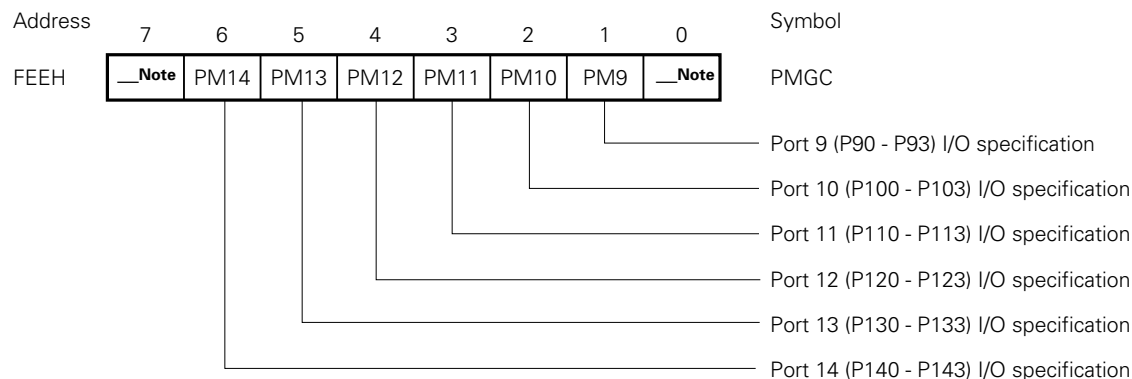 Address 7 6 5 4 3 2 1 0 Symbol
FEEH __Note PM14 PM13 PM12 PM11 PM10 PM9 __Note PMGC
Port 9 (P90 - P93) I/O specification
Port 10 (P100 - P103) I/O specification
Port 11 (P110 - P113) I/O specification
Port 12 (P120 - P123) I/O specification
Port 13 (P130 - P133) I/O specification
Port 14 (P140 - P143) I/O specification